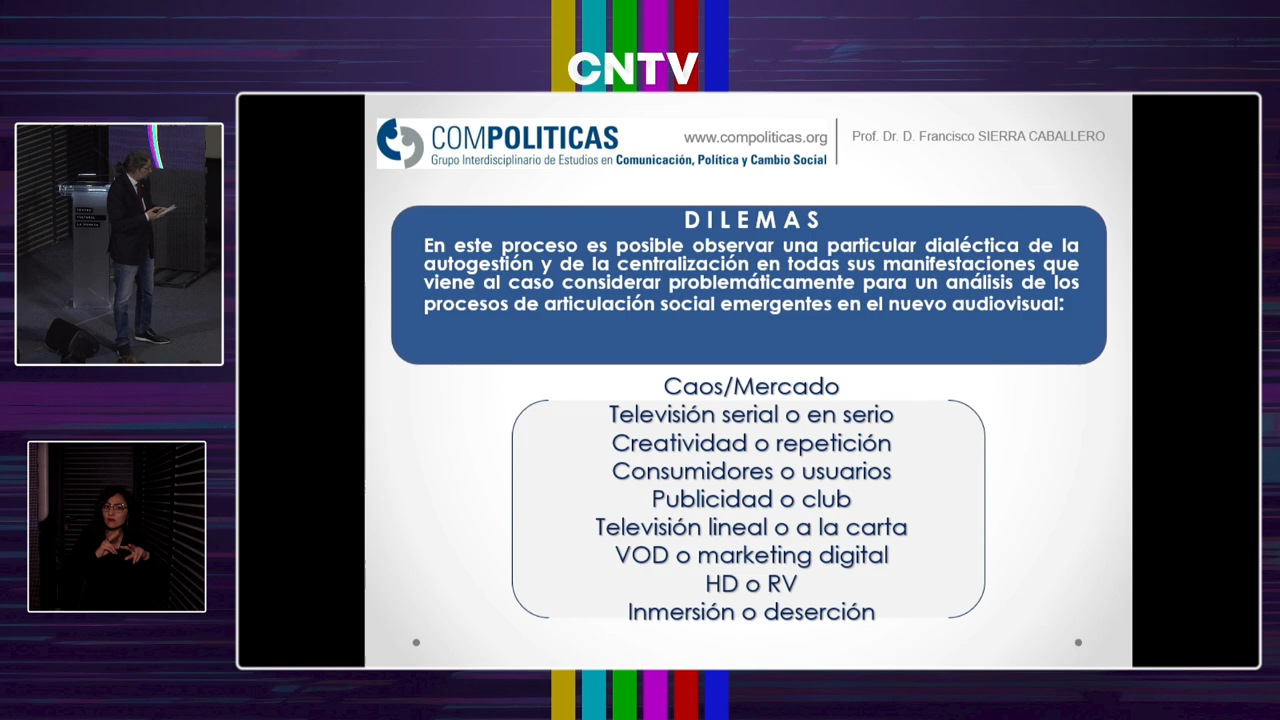 CNTV
COMPOLITICAS
www.compoliticas.org
Prof. Dr. D. Francisco SIERRA CABALLERO
Grupo Interdisciplinario de Estudios en Comunicación, Política y Cambio Social
DILEMAS
En este proceso es posible observar una particular dialéctica de la
autogestión y de la centralización en todas sus manifestaciones que
viene al caso considerar problemáticamente para un análisis de los
procesos de articulación social emergentes en el nuevo audiovisual:
Caos/Mercado
Televisión serial o en serio
Creatividad o repetición
Consumidores o usuarios
Publicidad o club
Televisión lineal o a la carta
VOD o marketing digital
HD o RV
Inmersión o deserción